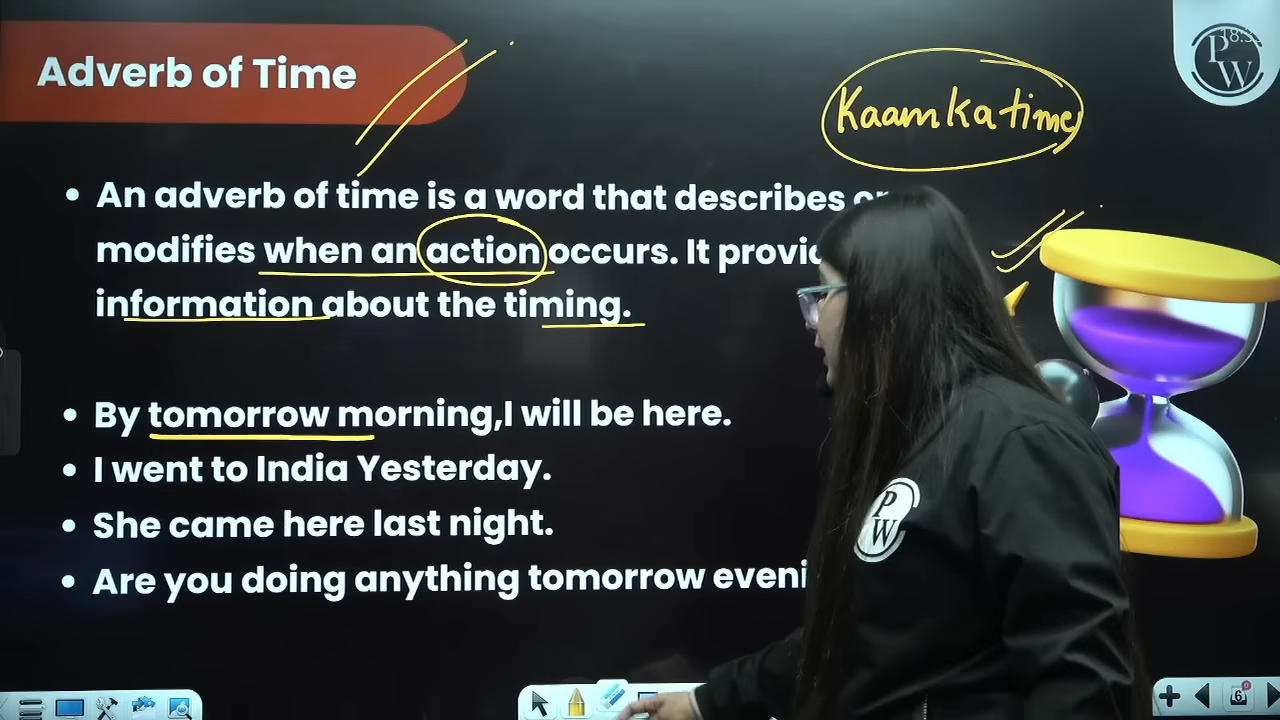 Adverb of Time
Kaam ka time
PW
• An adverb of time is a word that describes or
modifies when an action occurs. It provid
information about the timing.
• By tomorrow morning,I will be here.
• I went to India Yesterday.
• She came here last night.
• Are you doing anything tomorrow eveni
PW
6